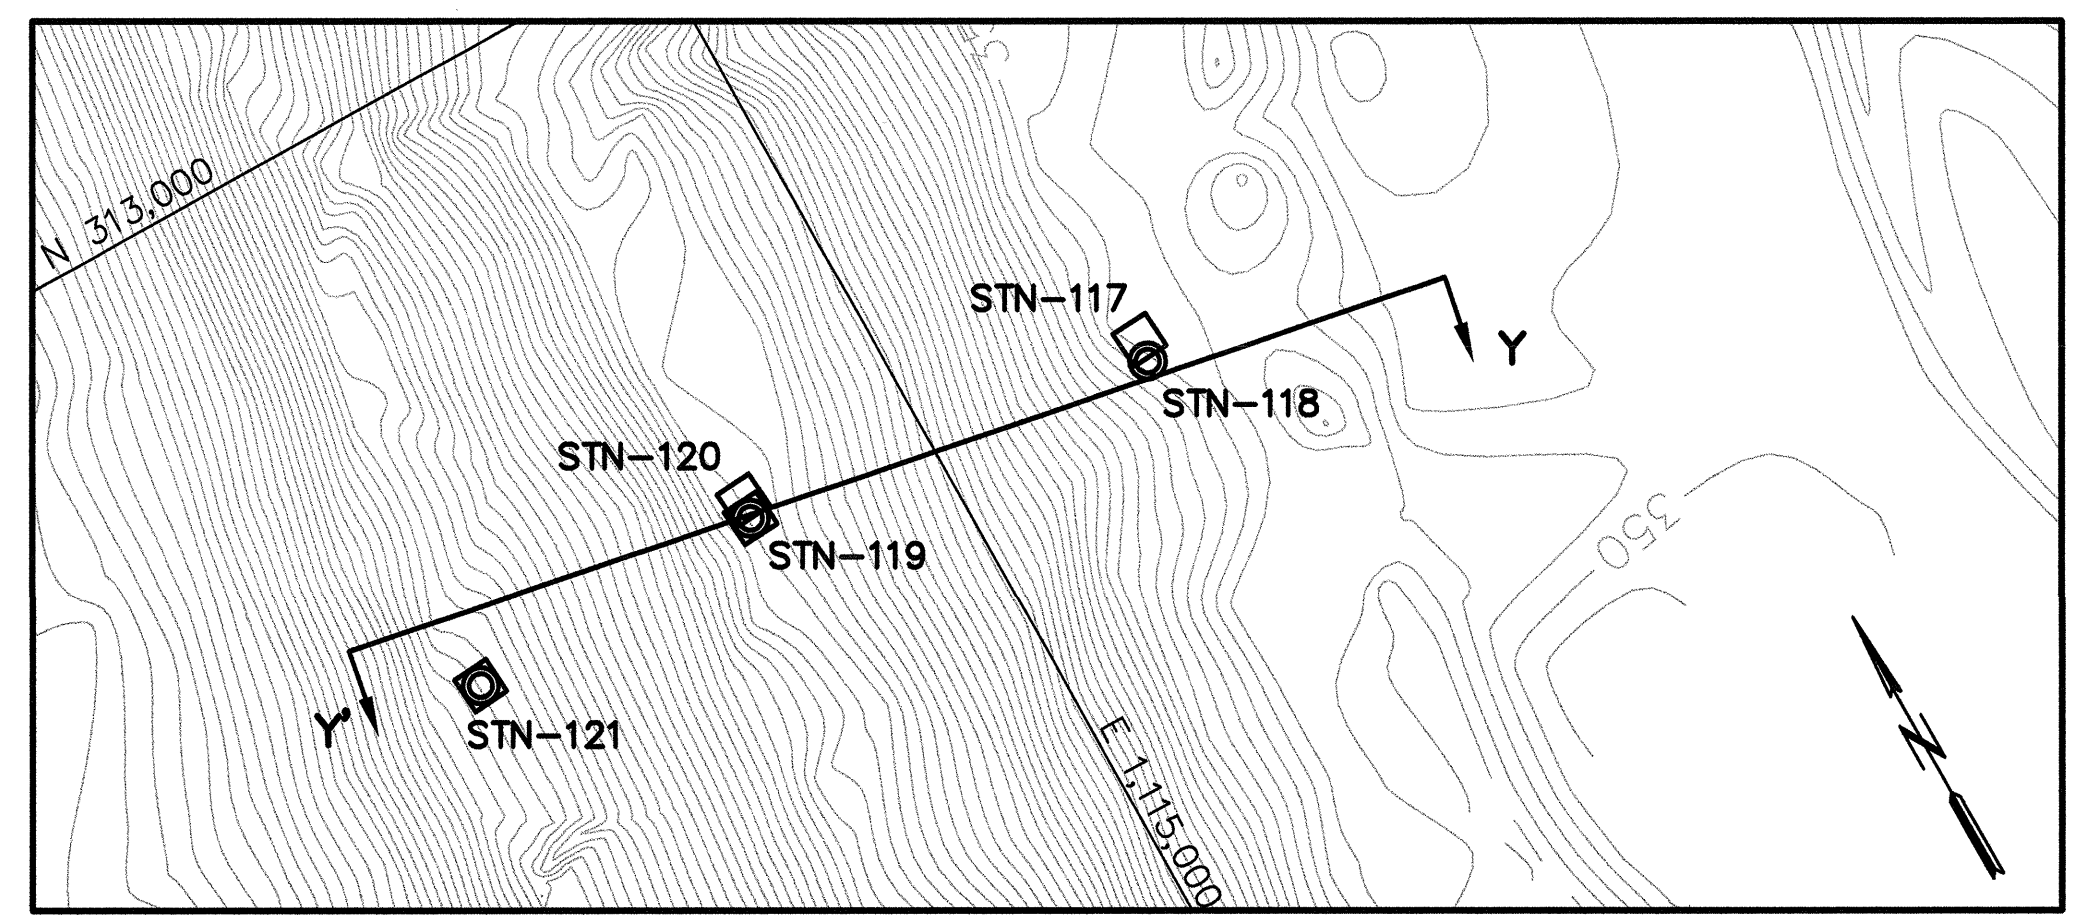 N 313,000
STN-117
Y
STN-118
STN-120
350
STN-119
Y'
STN-121
E 1,115,000
N